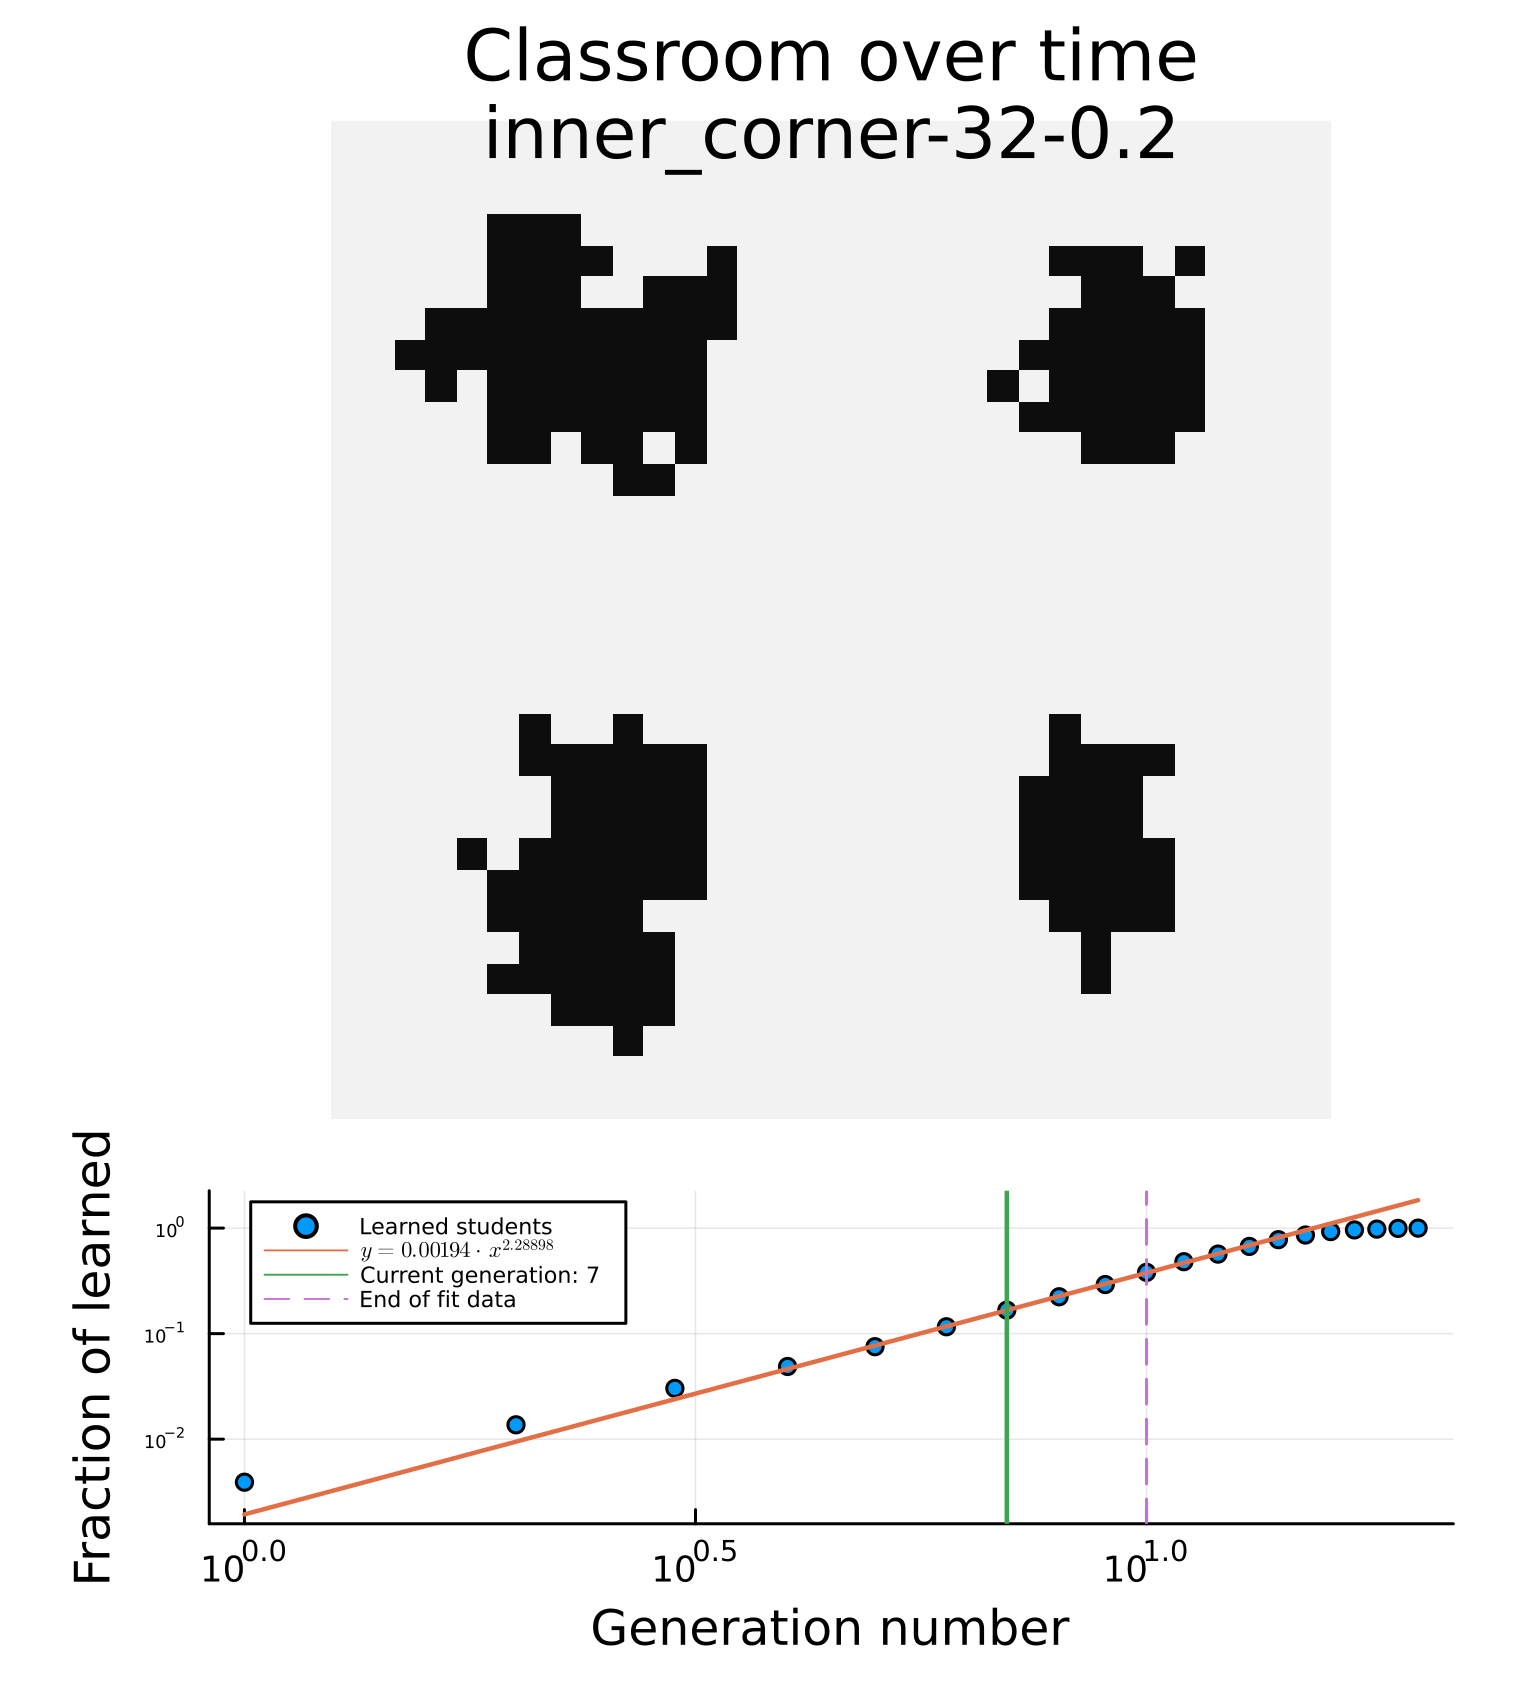 Classroom over time
inner_corner-32-0.2
Fraction of learned
10⁰
10⁻¹
10⁻²
Learned students
y = 0.00194 · x^2.28898
Current generation: 7
End of fit data
10^0.0
10^0.5
10^1.0
Generation number